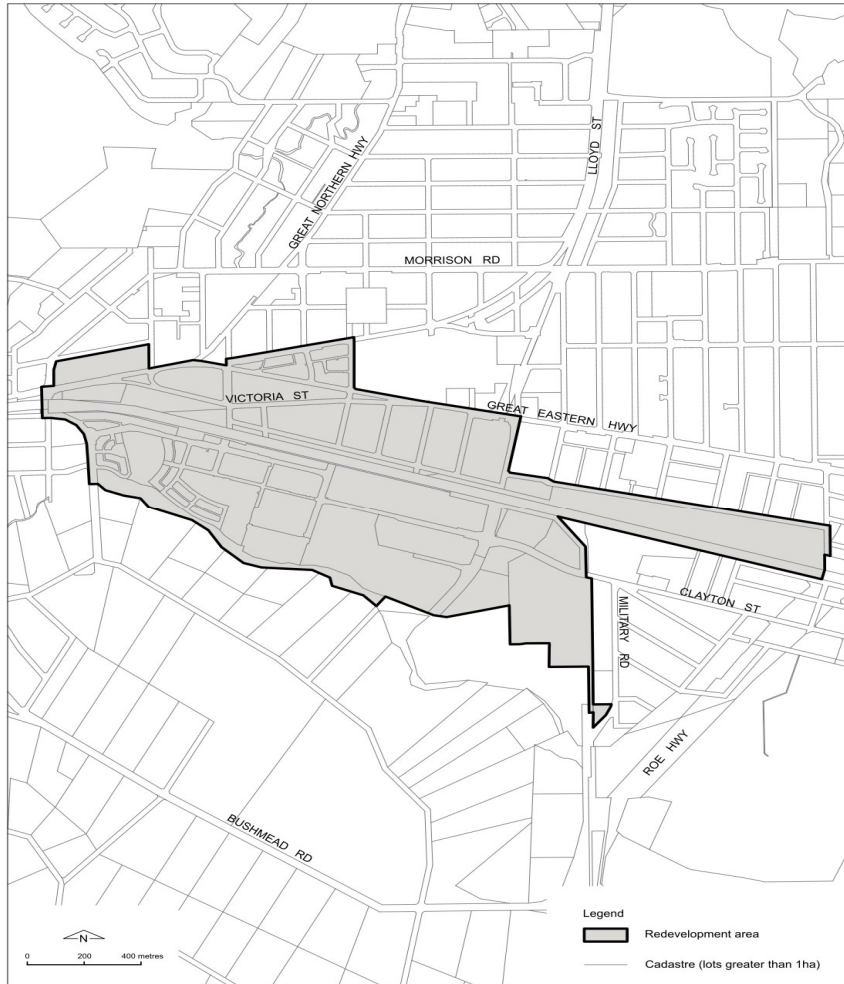 LLOYD ST
GREAT NORTHERN HWY
MORRISON RD
VICTORIA ST
GREAT EASTERN HWY
CLAYTON ST
MILITARY RD
ROE HWY
BUSHMEAD RD
Legend
Redevelopment area
Cadastre (lots greater than 1ha)
N
0 200 400 metres